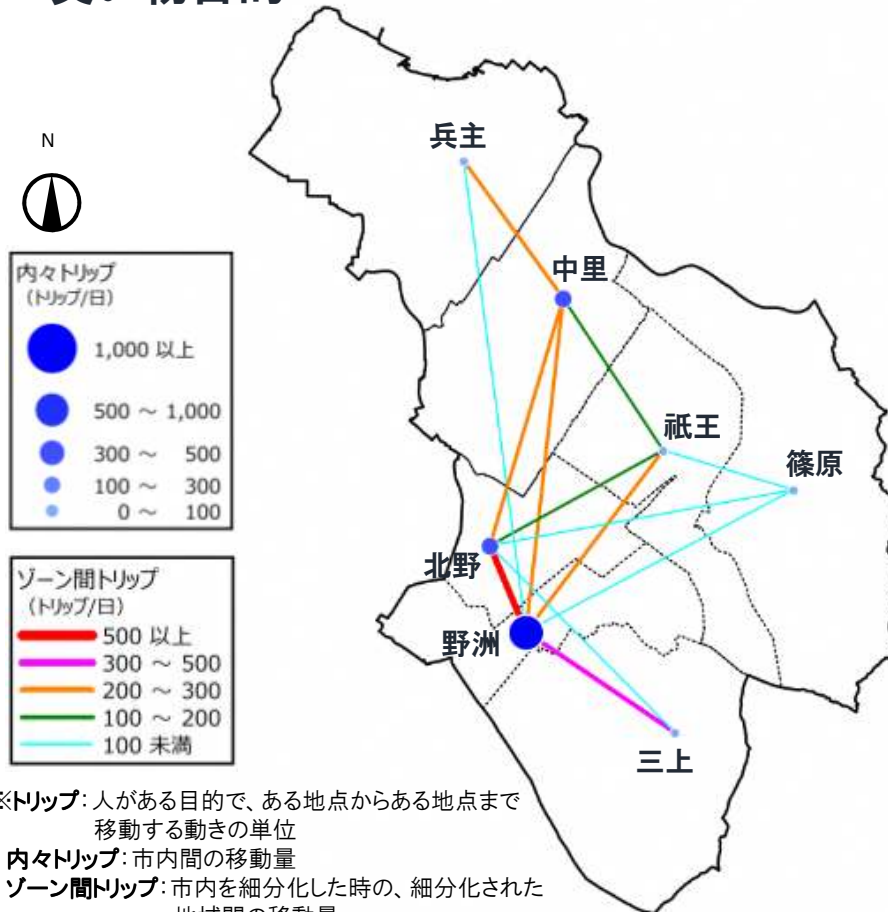 N
兵主
中里
祇王
篠原
北野
野洲
三上
内々トリップ
(トリップ/日)
1,000 以上
500 ～ 1,000
300 ～ 500
100 ～ 300
0 ～ 100
ゾーン間トリップ
(トリップ/日)
500 以上
300 ～ 500
200 ～ 300
100 ～ 200
100 未満
※トリップ：人がある目的で、ある地点からある地点まで
移動する動きの単位
内々トリップ：市内間の移動量
ゾーン間トリップ：市内を細分化した時の、細分化された